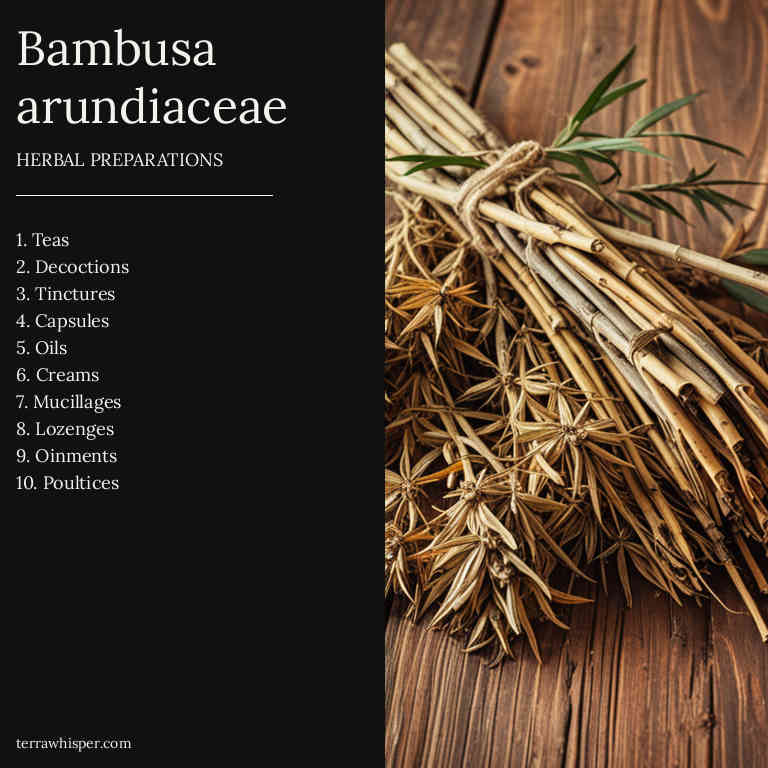 Bambusa
arundiaceae
HERBAL PREPARATIONS
1. Teas
2. Decoctions
3. Tinctures
4. Capsules
5. Oils
6. Creams
7. Mucillages
8. Lozenges
9. Oinments
10. Poultices
terrawhisper.com